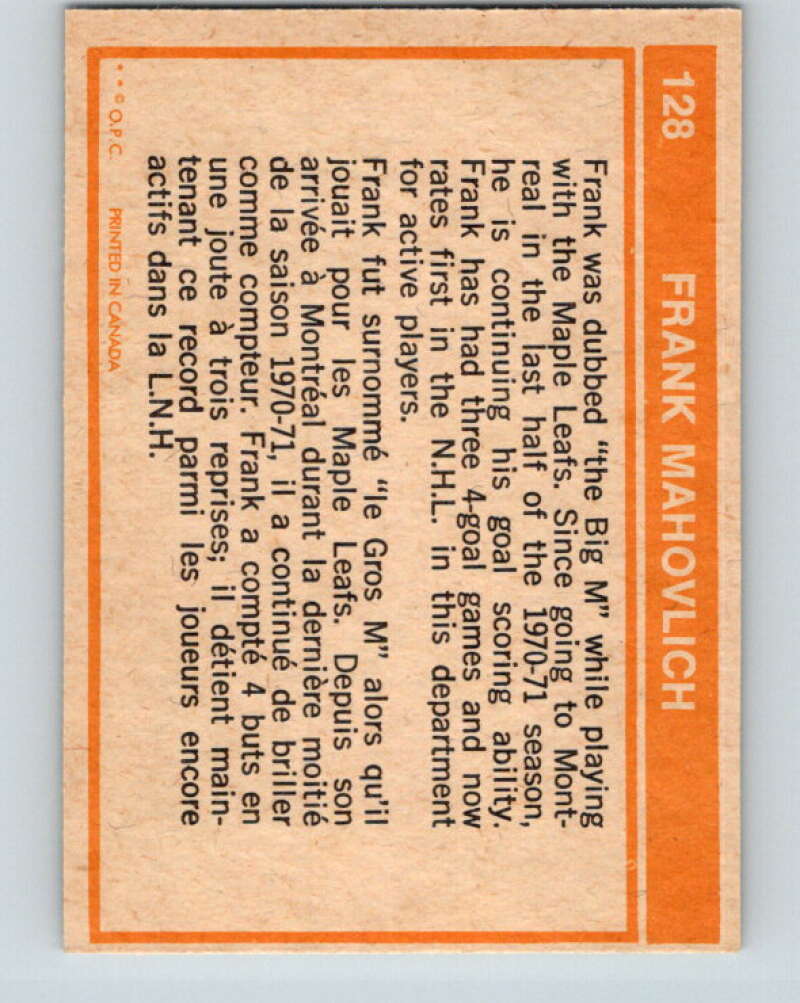 128 FRANK MAHOVLICH
Frank was dubbed “the Big M” while playing
with the Maple Leafs. Since going to Mont-
real in the last half of the 1970-71 season,
he is continuing his goal scoring ability.
Frank has had three 4-goal games and now
rates first in the N.H.L. in this department
for active players.
Frank fut surnommé “le Gros M” alors qu'il
jouait pour les Maple Leafs. Depuis son
arrivée à Montréal durant la dernière moitié
de la saison 1970-71, il a continué de briller
comme compteur. Frank a compté 4 buts en
une joute à trois reprises; il détient main-
tenant ce record parmi les joueurs encore
actifs dans la L.N.H.
* * © O.P.C. PRINTED IN CANADA